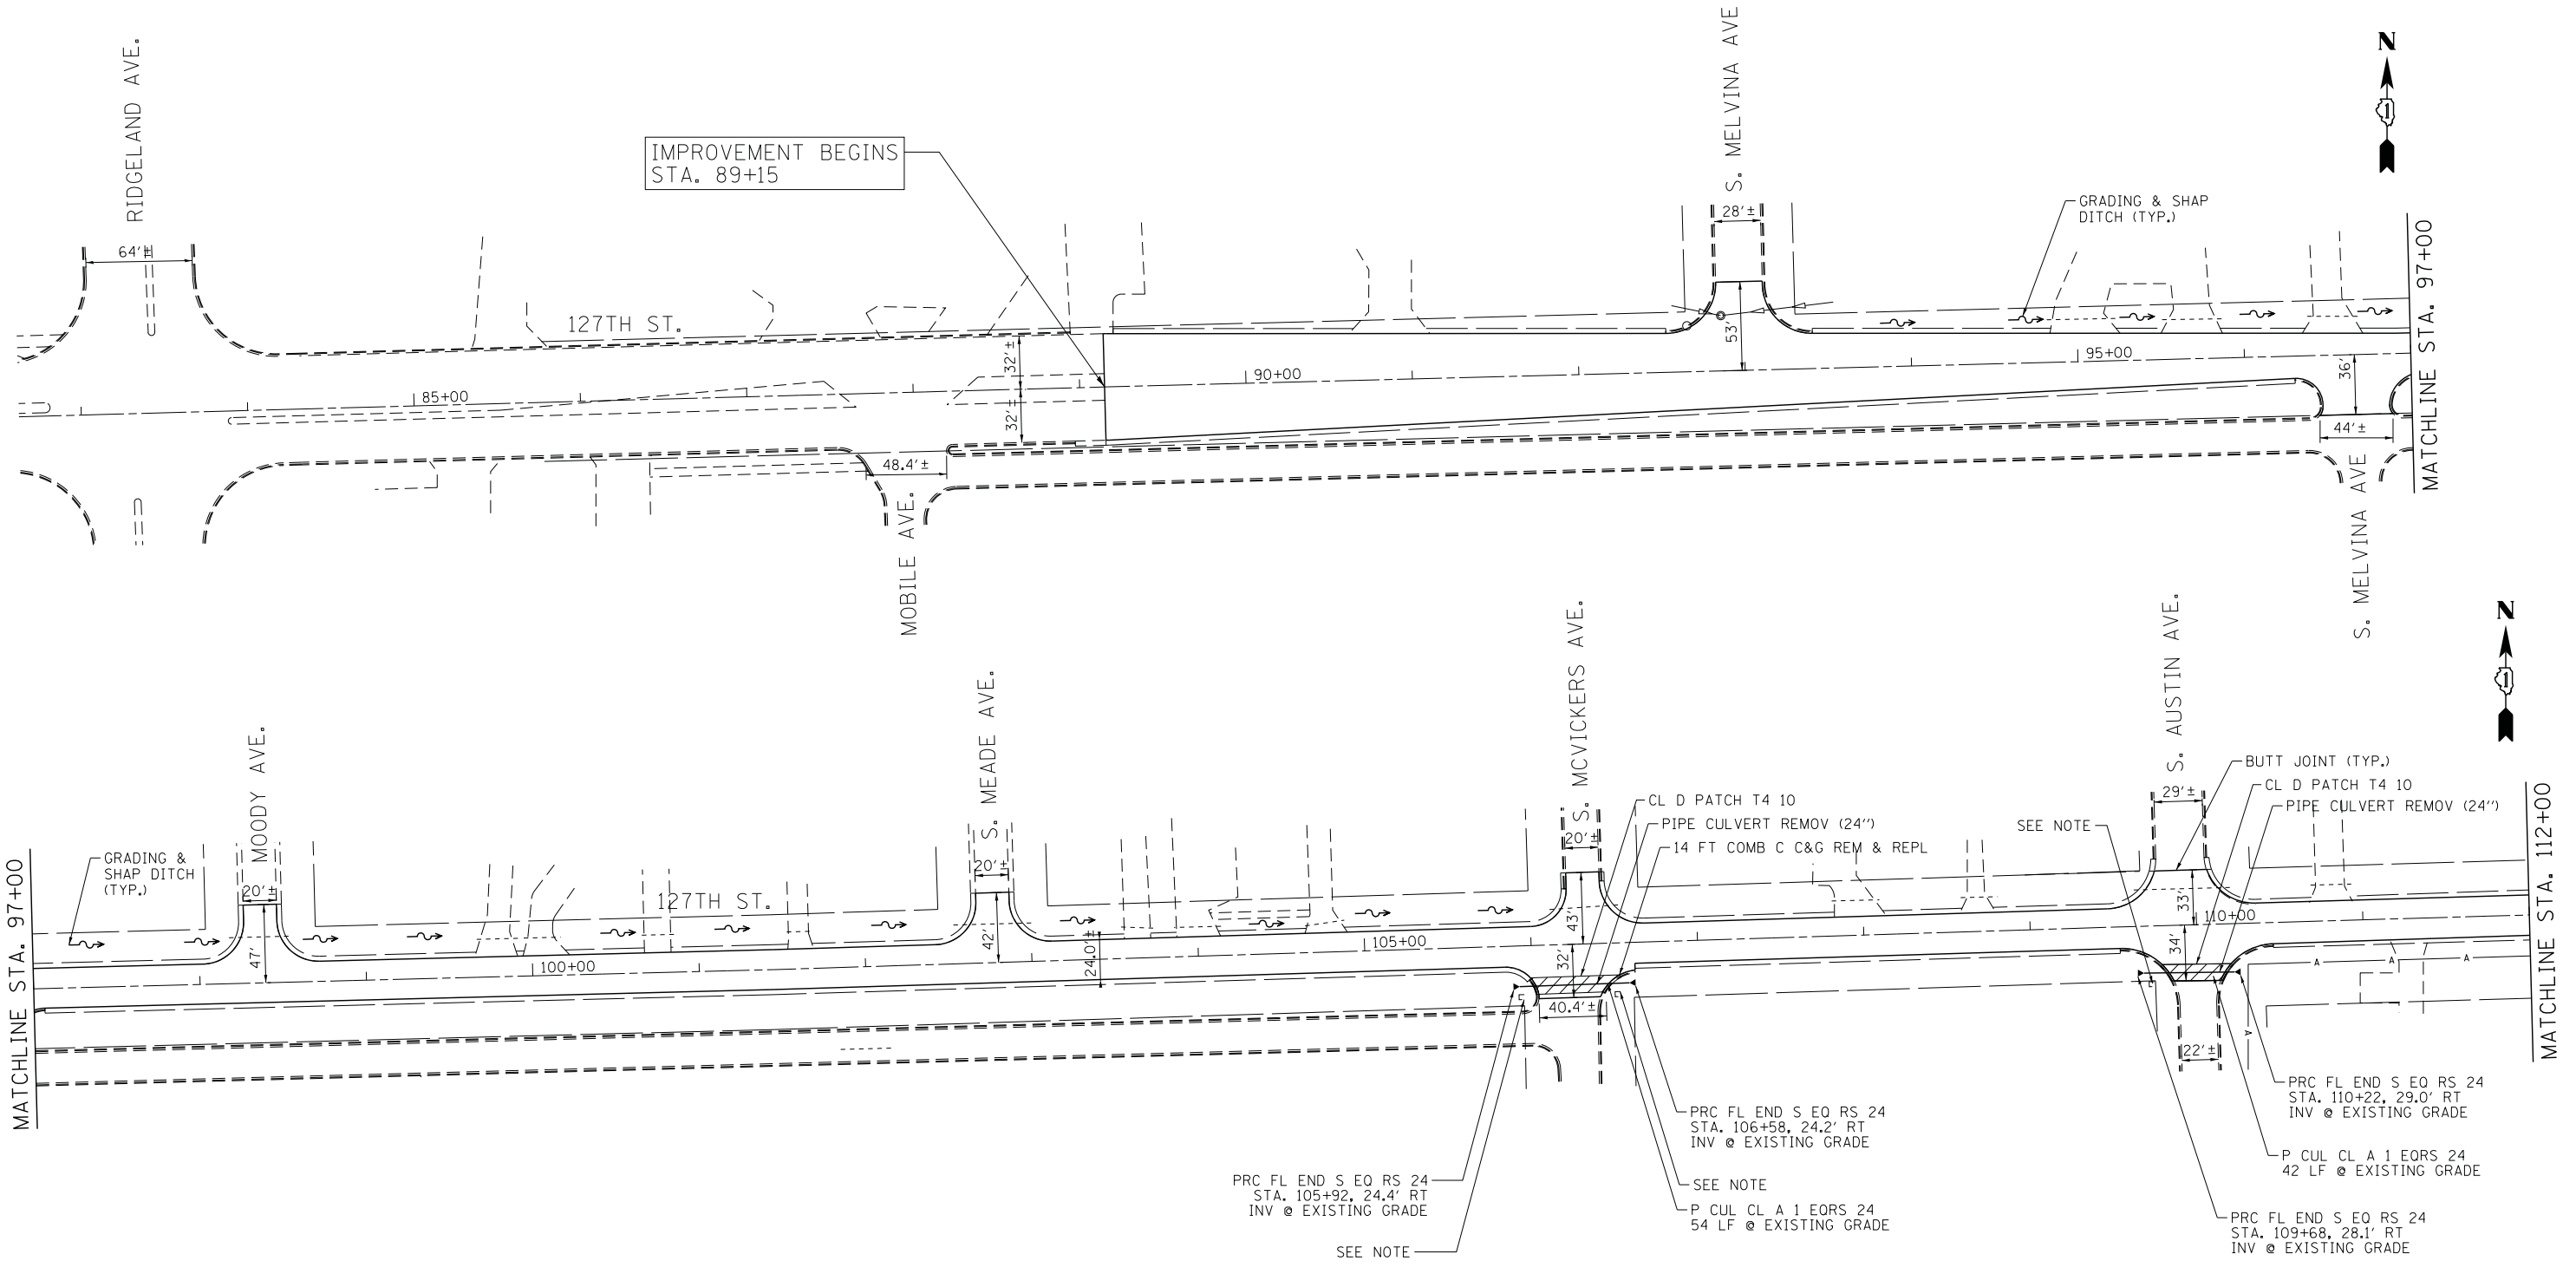 RIDGELAND AVE.
64'±
IMPROVEMENT BEGINS
STA. 89+15
S. MELVINA AVE
28'±
GRADING & SHAP
DITCH (TYP.)
N
1
127TH ST.
85+00
32'±
32'±
90+00
53'
95+00
36'
44'±
48.4'±
MOBILE AVE.
S. MELVINA AVE
MATCHLINE STA. 97+00
MATCHLINE STA. 97+00
GRADING &
SHAP DITCH
(TYP.)
MOODY AVE.
20'±
47'
100+00
127TH ST.
S. MEADE AVE.
20'±
42'
24.0'±
105+00
S. MCVICKERS AVE.
20'±
43'
32'
40.4'±
CL D PATCH T4 10
PIPE CULVERT REMOV (24")
14 FT COMB C C&G REM & REPL
SEE NOTE
S. AUSTIN AVE.
29'±
33'
34'
110+00
22'±
BUTT JOINT (TYP.)
CL D PATCH T4 10
PIPE CULVERT REMOV (24")
N
1
A
A
A
A
MATCHLINE STA. 112+00
PRC FL END S EQ RS 24
STA. 105+92, 24.4' RT
INV @ EXISTING GRADE
SEE NOTE
PRC FL END S EQ RS 24
STA. 106+58, 24.2' RT
INV @ EXISTING GRADE
SEE NOTE
P CUL CL A 1 EQRS 24
54 LF @ EXISTING GRADE
PRC FL END S EQ RS 24
STA. 110+22, 29.0' RT
INV @ EXISTING GRADE
P CUL CL A 1 EQRS 24
42 LF @ EXISTING GRADE
PRC FL END S EQ RS 24
STA. 109+68, 28.1' RT
INV @ EXISTING GRADE